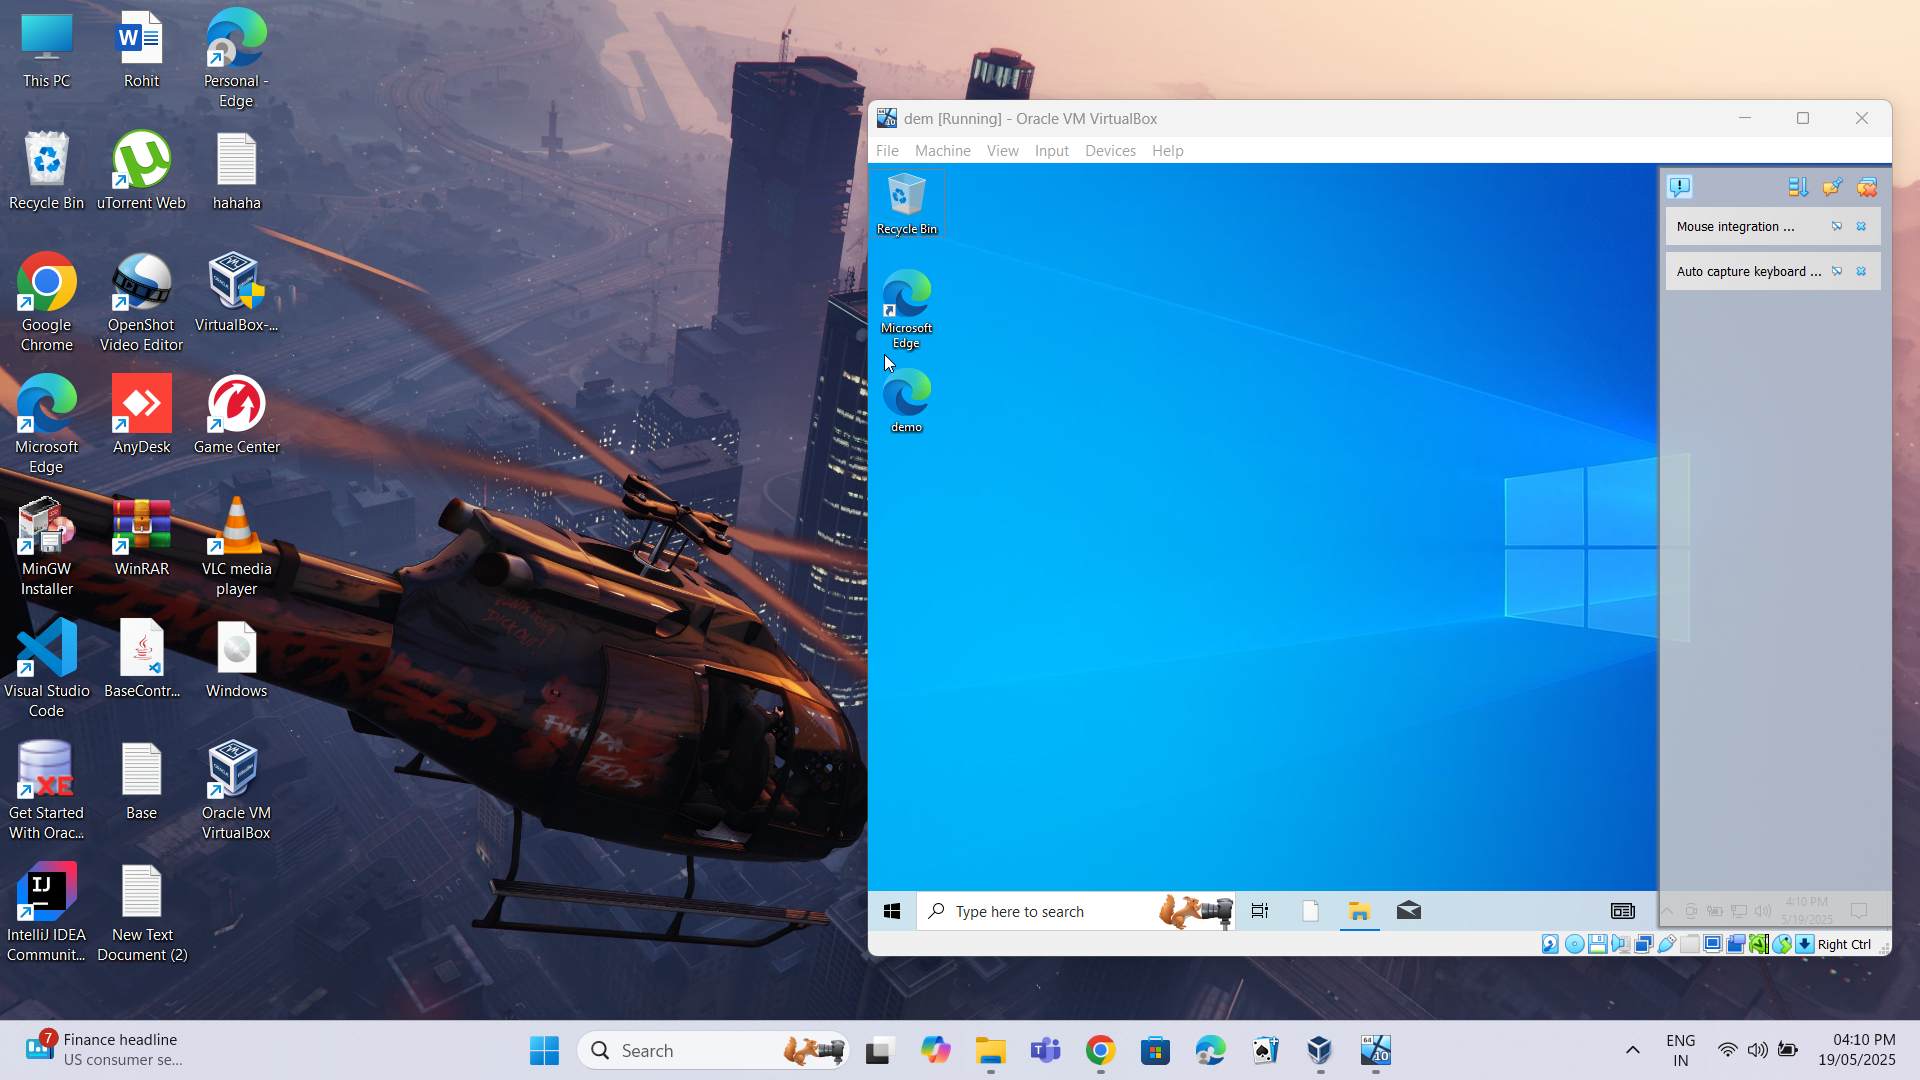 This PC
Rohit
Personal -
Edge
Recycle Bin
uTorrent Web
hahaha
Google
Chrome
OpenShot
Video Editor
VirtualBox-...
Microsoft
Edge
AnyDesk
Game Center
MinGW
Installer
WinRAR
VLC media
player
Visual Studio
Code
BaseContr...
Windows
Get Started
With Orac...
Base
Oracle VM
VirtualBox
IntelliJ IDEA
Communit...
New Text
Document (2)
dem [Running] - Oracle VM VirtualBox
File Machine View Input Devices Help
Recycle Bin
Microsoft
Edge
demo
Mouse integration ...
Auto capture keyboard ...
Type here to search
4:10 PM
5/19/2025
Right Ctrl
7
Finance headline
US consumer se...
Search
ENG
IN
04:10 PM
19/05/2025